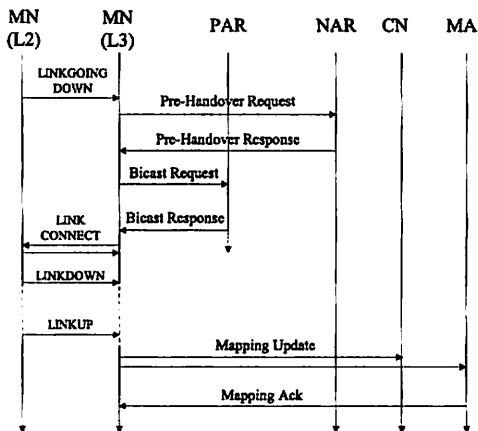 MN
(L2)
MN
(L3)
PAR
NAR
CN
MA
LINKGOING
DOWN
Pre-Handover Request
Pre-Handover Response
Bicast Request
Bicast Response
LINK
CONNECT
LINKDOWN
LINKUP
Mapping Update
Mapping Ack